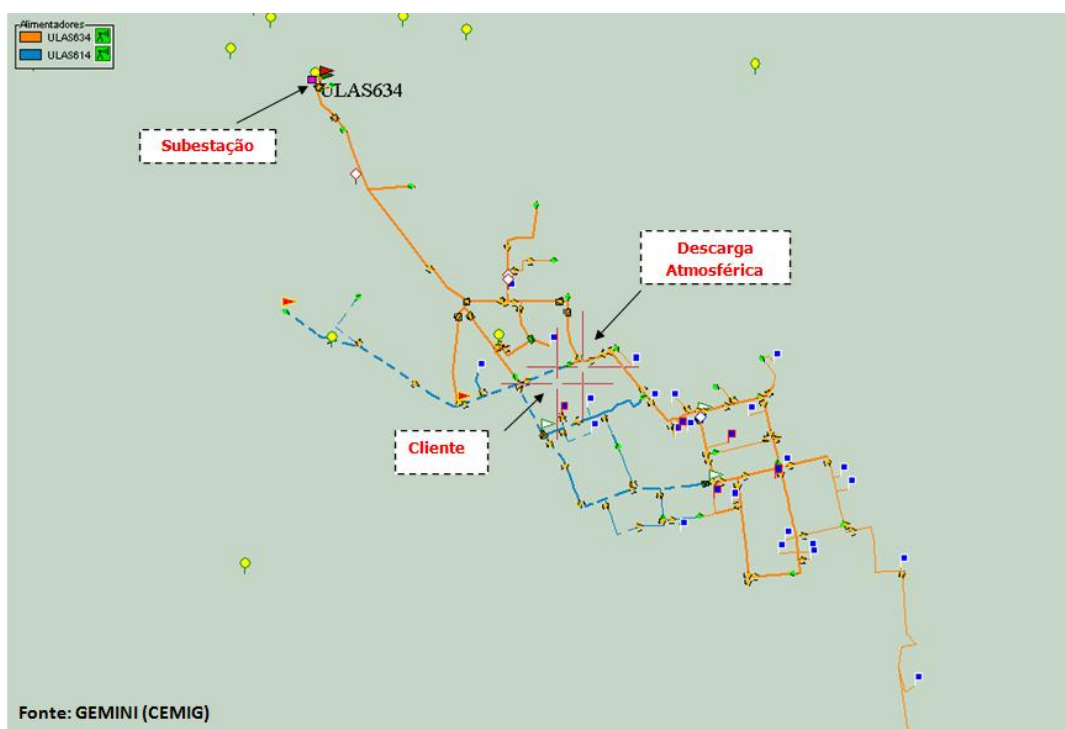 Alimentadores
ULAS634
ULAS614
ULAS634
Subestação
Descarga
Atmosférica
Cliente
Fonte: GEMINI (CEMIG)